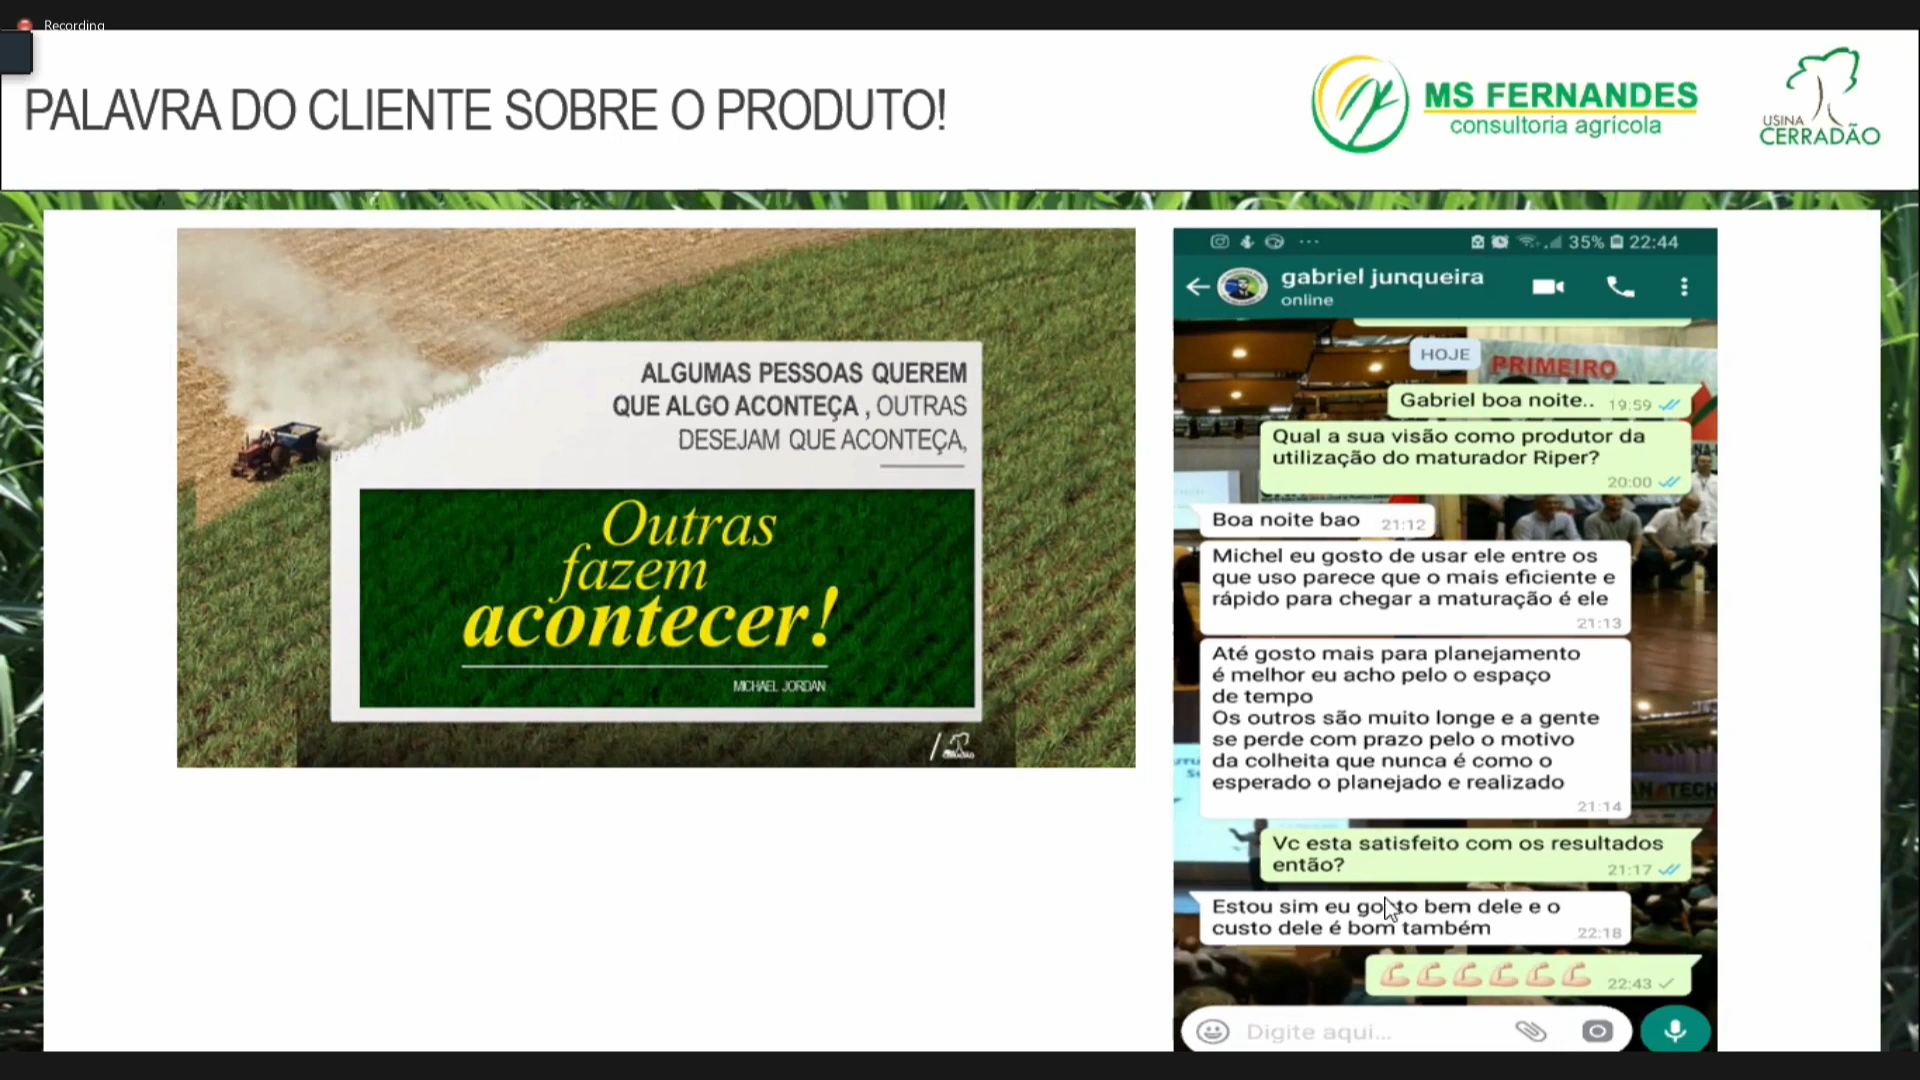 Recording
PALAVRA DO CLIENTE SOBRE O PRODUTO!
MS FERNANDES
consultoria agrícola
USINA
CERRADÃO
ALGUMAS PESSOAS QUEREM
QUE ALGO ACONTEÇA , OUTRAS
DESEJAM QUE ACONTEÇA,
Outras
fazem
acontecer!
MICHAEL JORDAN
35% 22:44
gabriel junqueira
online
HOJE
PRIMEIRO
Gabriel boa noite.. 19:59
Qual a sua visão como produtor da
utilização do maturador Riper?
20:00
Boa noite bao 21:12
Michel eu gosto de usar ele entre os
que uso parece que o mais eficiente e
rápido para chegar a maturação é ele
21:13
Até gosto mais para planejamento
é melhor eu acho pelo o espaço
de tempo
Os outros são muito longe e a gente
se perde com prazo pelo o motivo
da colheita que nunca é como o
esperado o planejado e realizado
21:14
Vc esta satisfeito com os resultados
então?
21:17
Estou sim eu gosto bem dele e o
custo dele é bom também
22:18
22:43
Digite aqui...